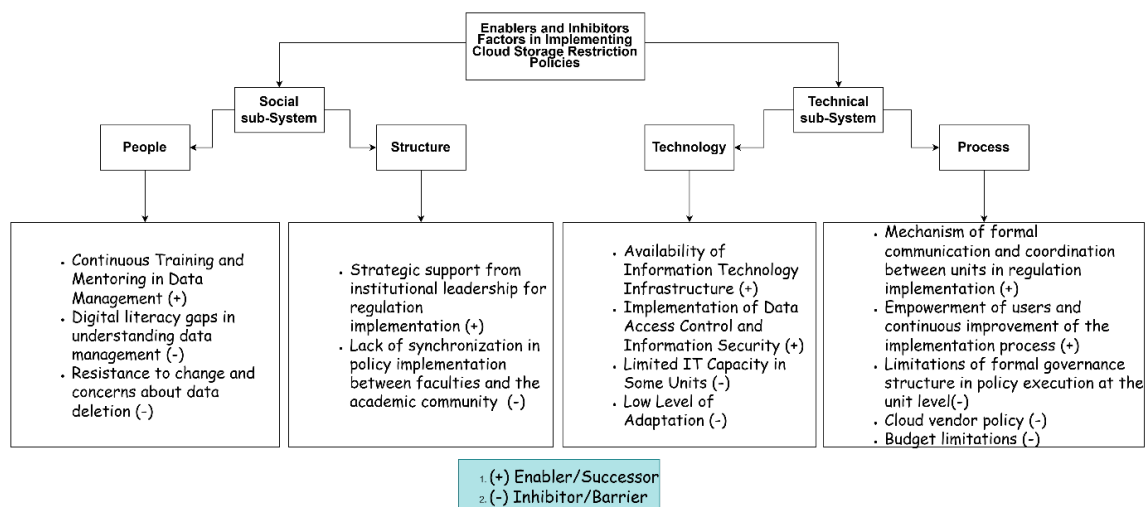 Enablers and Inhibitors
Factors in Implementing
Cloud Storage Restriction
Policies
Social
sub-System
Technical
sub-System
People
Structure
Technology
Process
• Continuous Training and
Mentoring in Data
Management (+)
• Digital literacy gaps in
understanding data
management (-)
• Resistance to change and
concerns about data
deletion (-)
• Strategic support from
institutional leadership for
regulation
implementation (+)
• Lack of synchronization in
policy implementation
between faculties and the
academic community (-)
• Availability of
Information Technology
Infrastructure (+)
• Implementation of Data
Access Control and
Information Security (+)
• Limited IT Capacity in
Some Units (-)
• Low Level of
Adaptation (-)
• Mechanism of formal
communication and coordination
between units in regulation
implementation (+)
• Empowerment of users and
continuous improvement of the
implementation process (+)
• Limitations of formal governance
structure in policy execution at the
unit level(-)
• Cloud vendor policy (-)
• Budget limitations (-)
1. (+) Enabler/Successor
2. (-) Inhibitor/Barrier